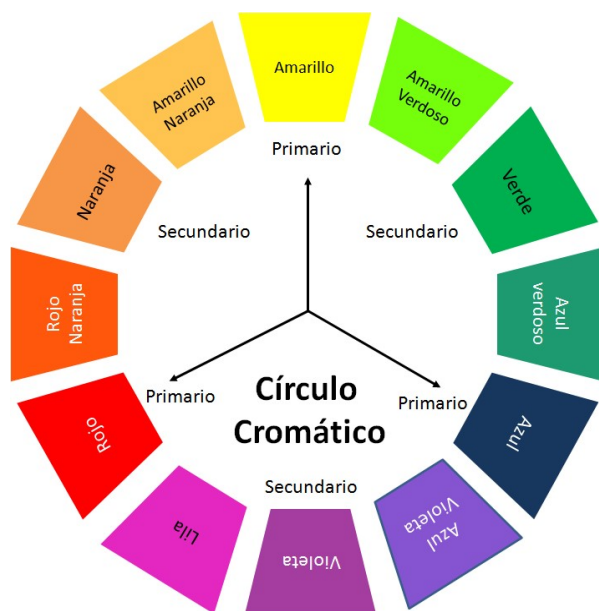 Amarillo
Amarillo
Verdoso
Verde
Azul
verdoso
Azul
Azul
Violeta
Violeta
Lila
Rojo
Rojo
Naranja
Naranja
Amarillo
Naranja
Primario
Secundario
Secundario
Primario
Primario
Círculo
Cromático
Secundario